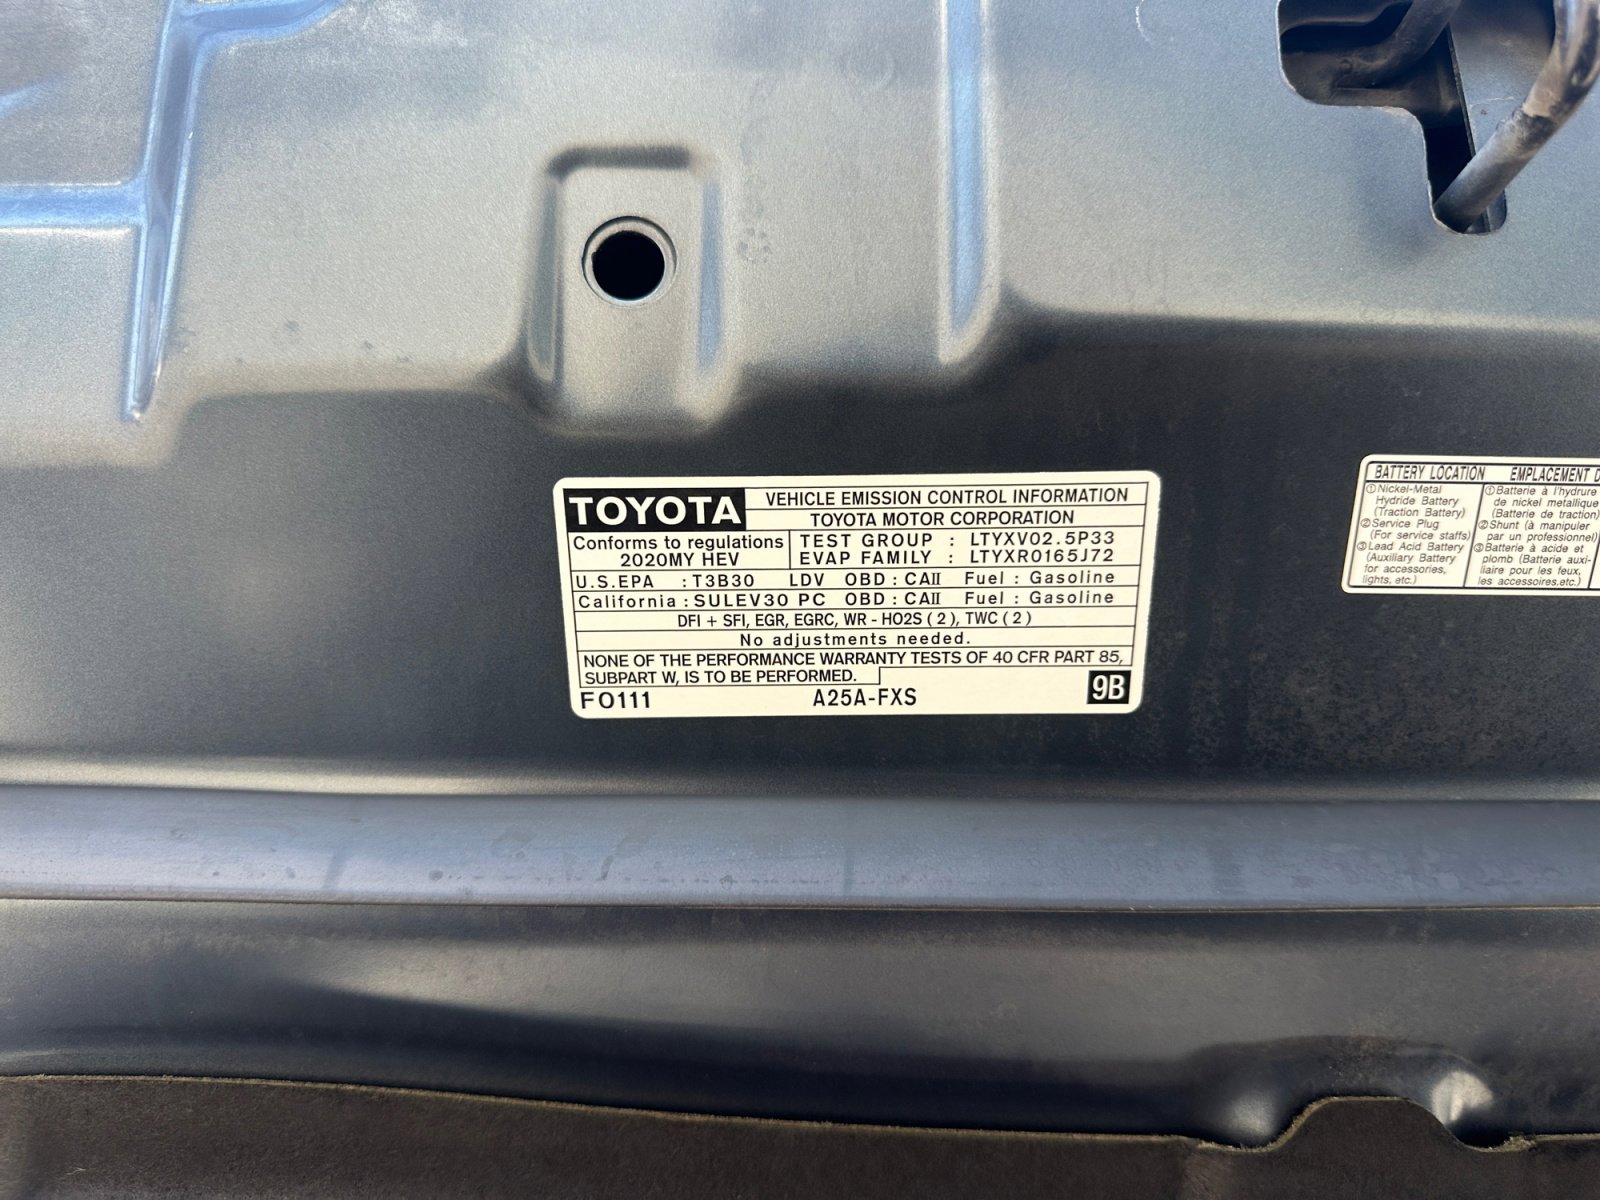 TOYOTA VEHICLE EMISSION CONTROL INFORMATION
TOYOTA MOTOR CORPORATION
Conforms to regulations
2020MY HEV
TEST GROUP : LTYXV02.5P33
EVAP FAMILY : LTYXR0165J72
U.S.EPA : T3B30 LDV OBD : CAII Fuel : Gasoline
California : SULEV30 PC OBD : CAII Fuel : Gasoline
DFI + SFI, EGR, EGRC, WR - HO2S ( 2 ), TWC ( 2 )
No adjustments needed.
NONE OF THE PERFORMANCE WARRANTY TESTS OF 40 CFR PART 85,
SUBPART W, IS TO BE PERFORMED.
FO111 A25A-FXS 9B
BATTERY LOCATION
①Nickel-Metal
Hydride Battery
(Traction Battery)
②Service Plug
(For service staffs)
③Lead Acid Battery
(Auxiliary Battery
for accessories,
lights, etc.)
EMPLACEMENT D
①Batterie à l'hydrure
de nickel metallique
(Batterie de traction)
②Shunt (à manipuler
par un professionnel)
③Batterie à acide et
plomb (Batterie auxi-
liaire pour les feux,
les accessoires,etc.)